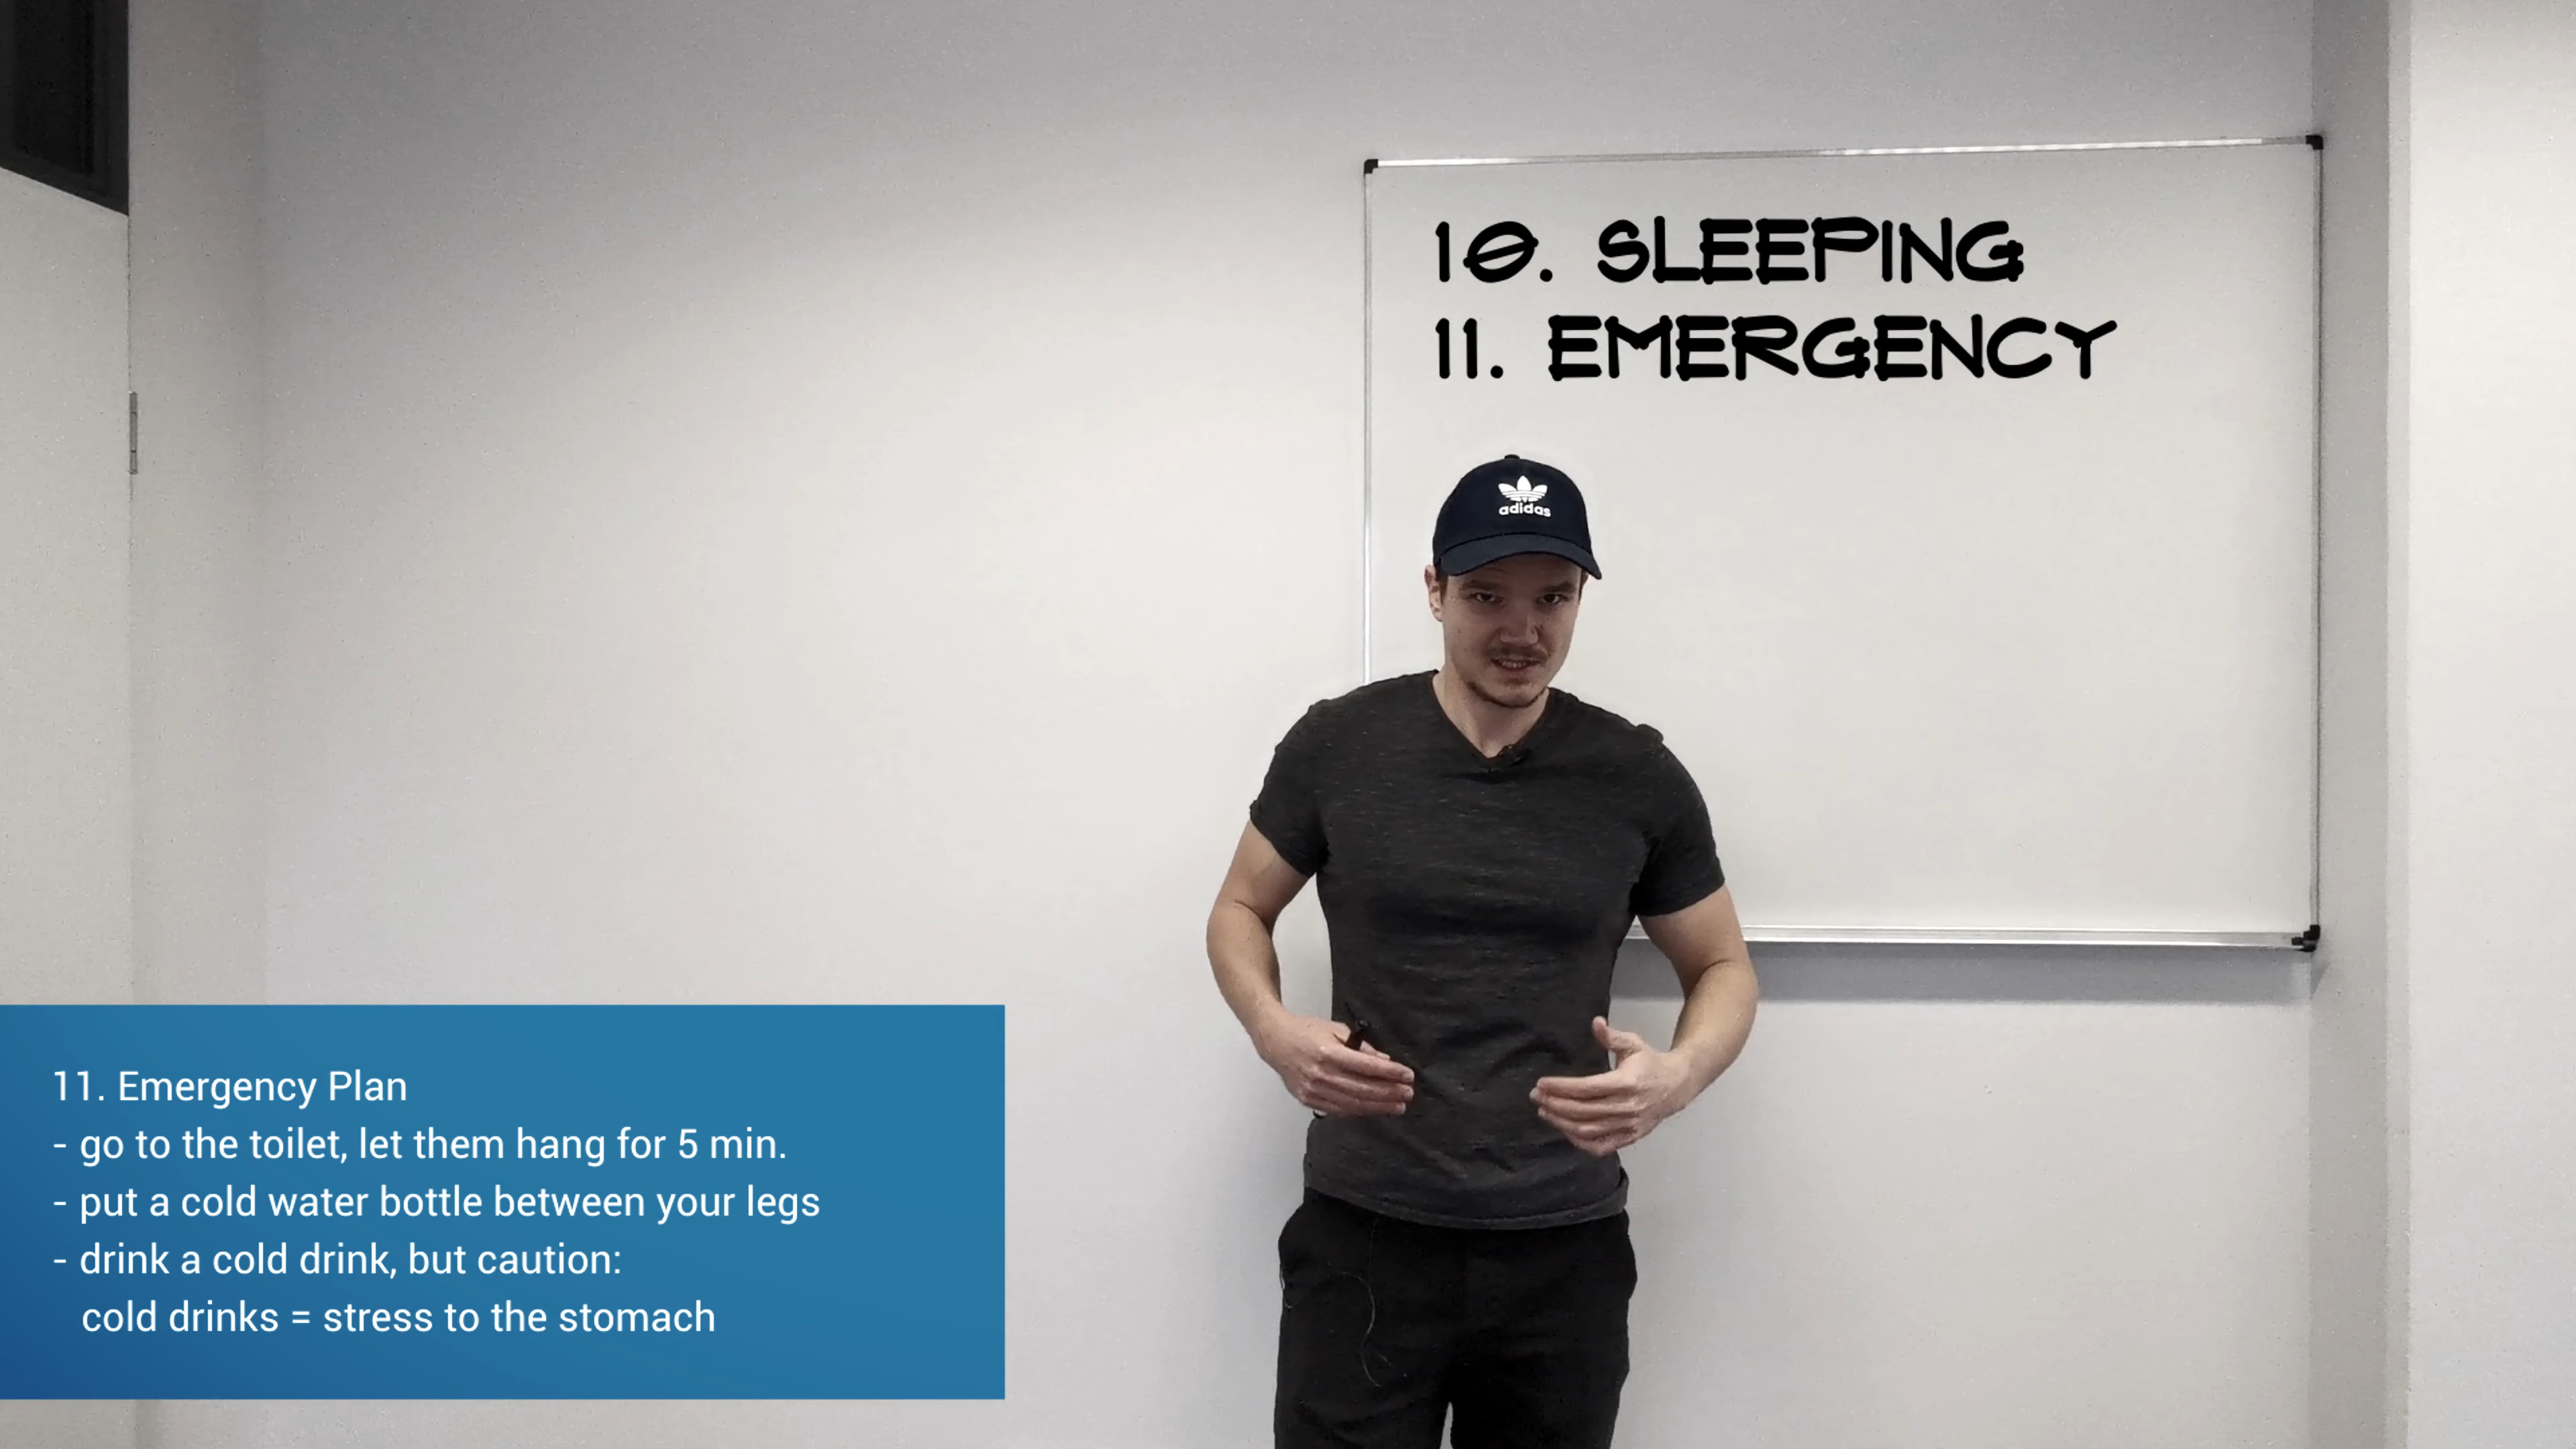 10. SLEEPING
11. EMERGENCY
adidas
11. Emergency Plan
- go to the toilet, let them hang for 5 min.
- put a cold water bottle between your legs
- drink a cold drink, but caution:
cold drinks = stress to the stomach